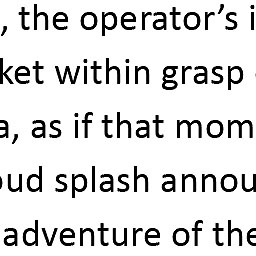 , the operator’s i
ket within grasp
a, as if that mom
oud splash annou
adventure of the